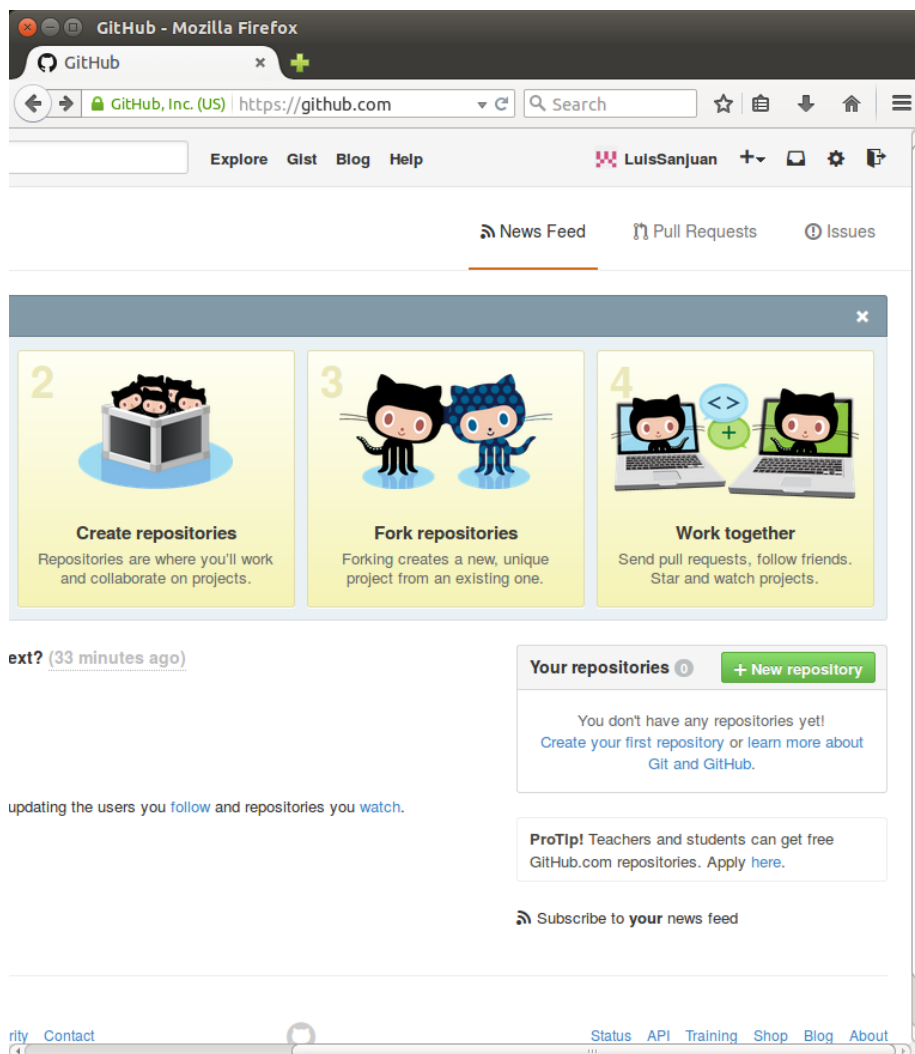 GitHub - Mozilla Firefox
GitHub
GitHub, Inc. (US) https://github.com Search
Explore Gist Blog Help LuisSanjuan
News Feed Pull Requests Issues
2 3 4
Create repositories
Repositories are where you'll work
and collaborate on projects.
Fork repositories
Forking creates a new, unique
project from an existing one.
Work together
Send pull requests, follow friends.
Star and watch projects.
ext? (33 minutes ago)
Your repositories 0 + New repository
You don't have any repositories yet!
Create your first repository or learn more about
Git and GitHub.
updating the users you follow and repositories you watch.
ProTip! Teachers and students can get free
GitHub.com repositories. Apply here.
Subscribe to your news feed
rity Contact Status API Training Shop Blog About